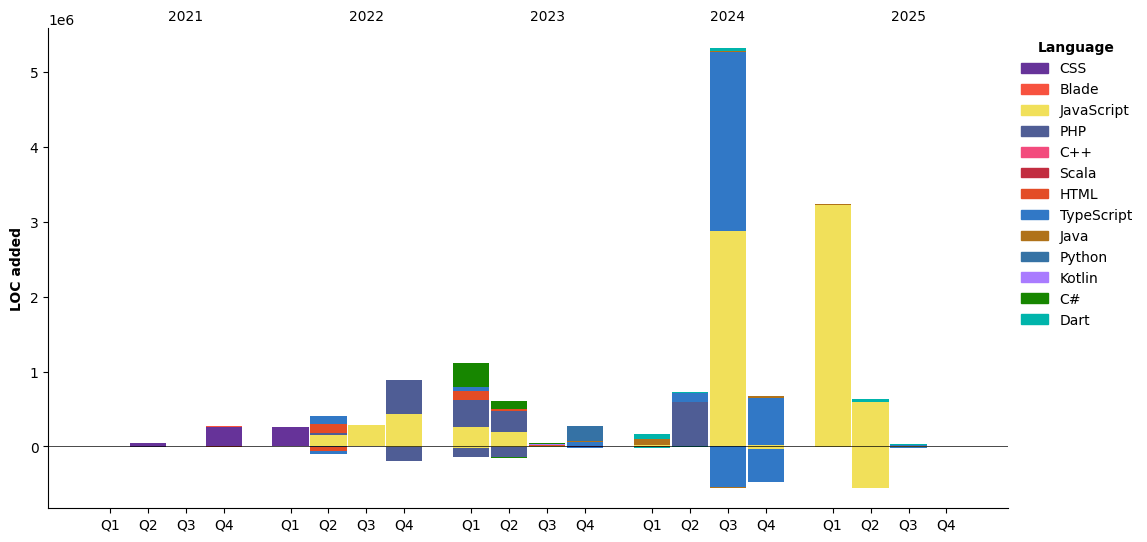 1e6
2021 2022 2023 2024 2025
LOC added
5
4
3
2
1
0
Q1 Q2 Q3 Q4 Q1 Q2 Q3 Q4 Q1 Q2 Q3 Q4 Q1 Q2 Q3 Q4 Q1 Q2 Q3 Q4
Language
CSS
Blade
JavaScript
PHP
C++
Scala
HTML
TypeScript
Java
Python
Kotlin
C#
Dart